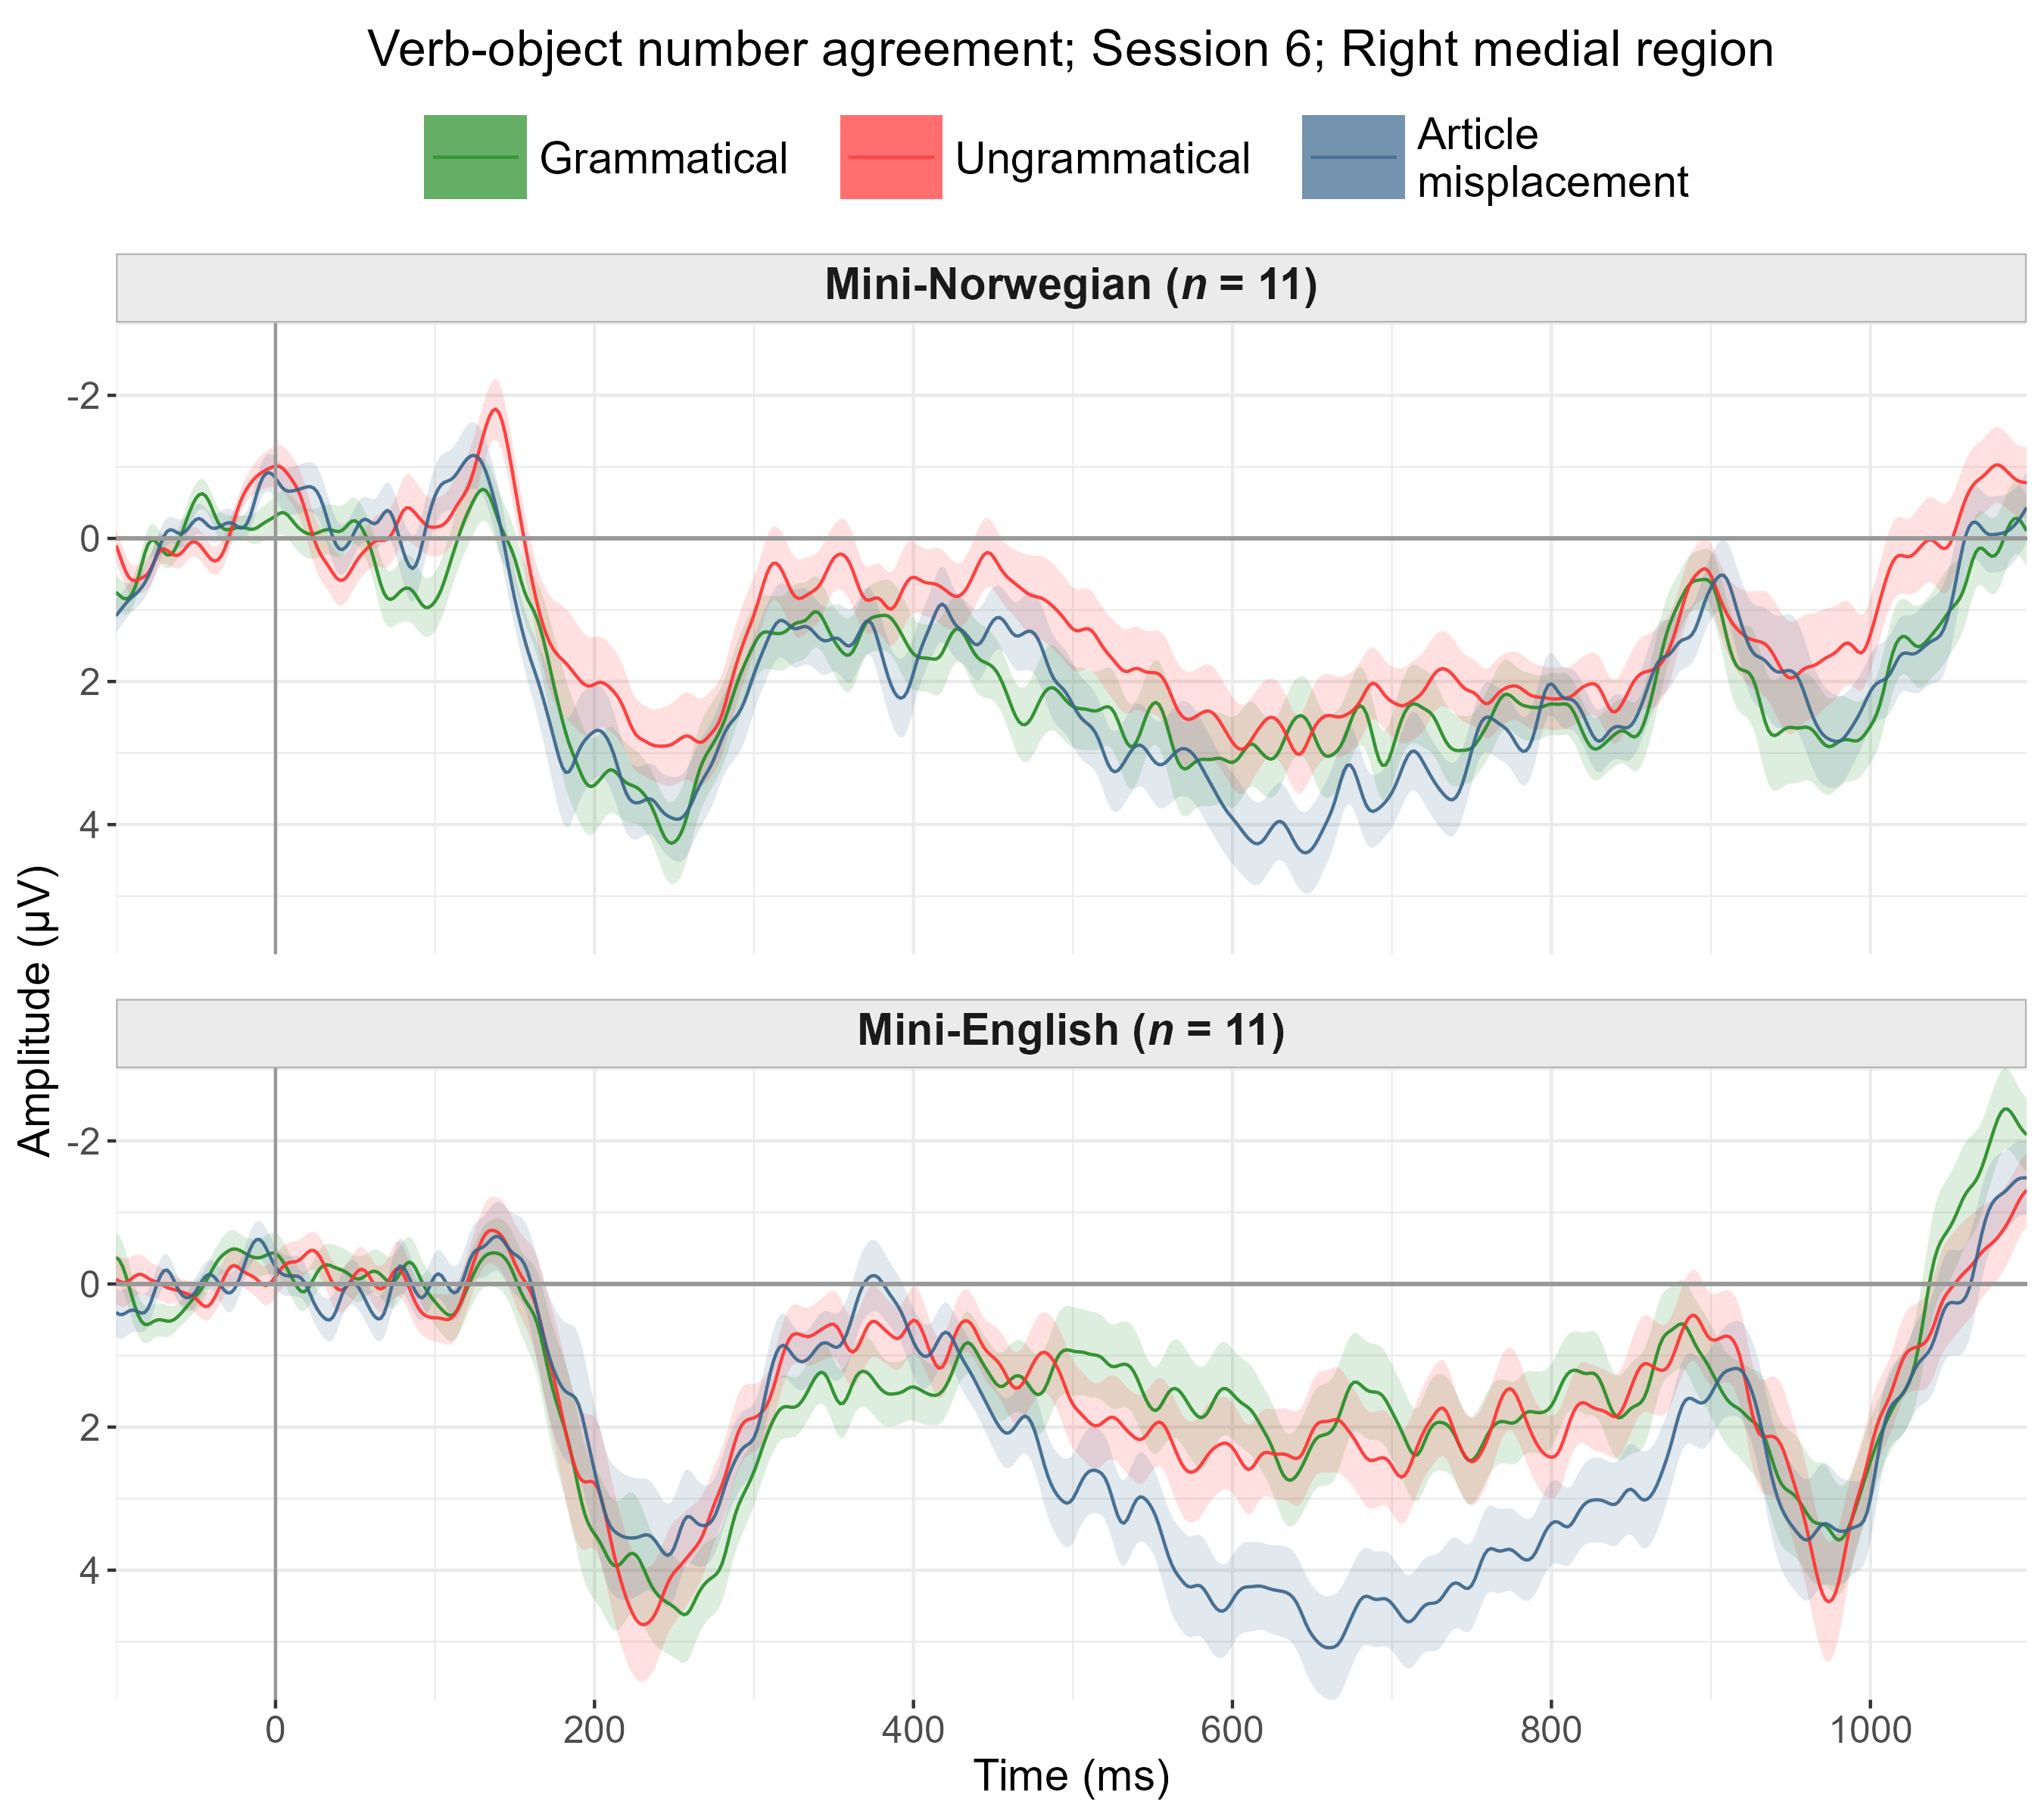 Verb-object number agreement; Session 6; Right medial region
Grammatical
Ungrammatical
Article
misplacement
Mini-Norwegian (n = 11)
-2
0
2
4
Amplitude (µV)
Mini-English (n = 11)
-2
0
2
4
0 200 400 600 800 1000
Time (ms)